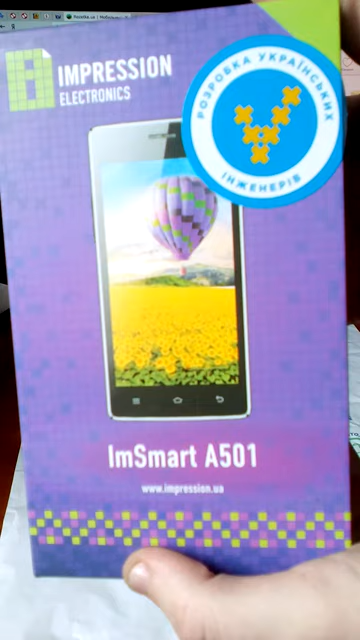 IMPRESSION
ELECTRONICS
РОЗРОБКА УКРАЇНСЬКИХ
ІНЖЕНЕРІВ
ImSmart A501
www.impression.ua